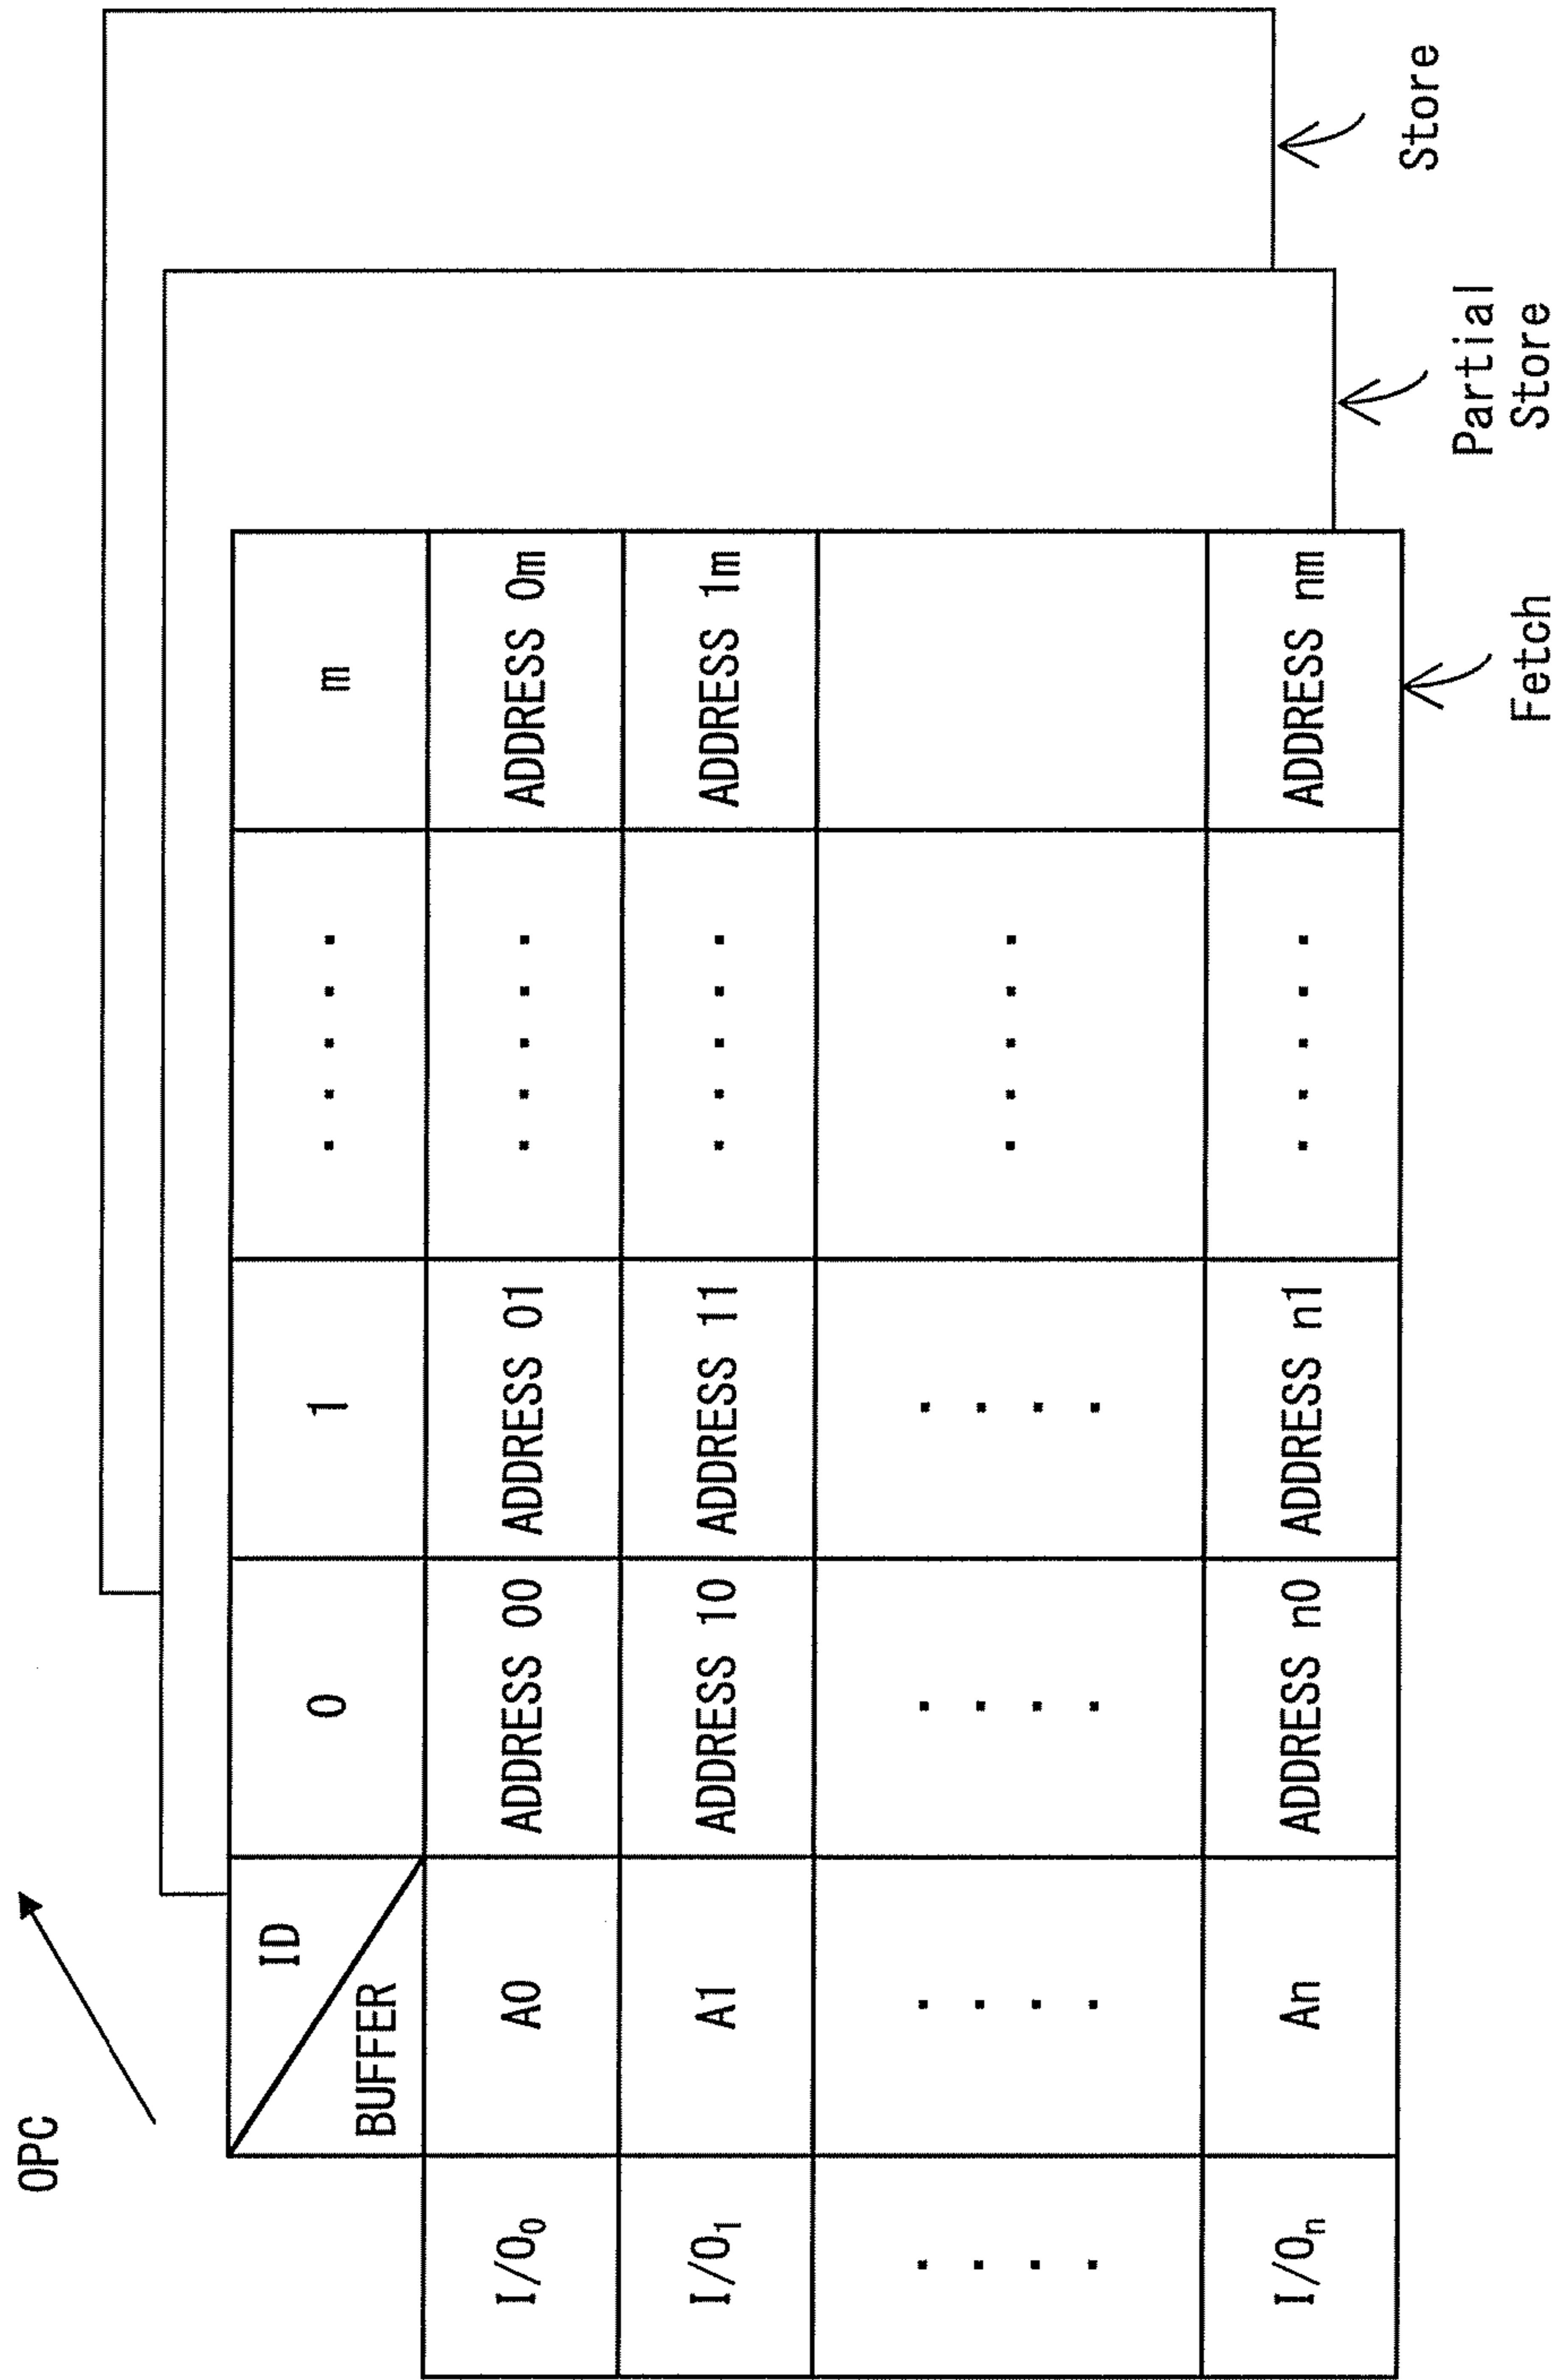 OPC
ID
BUFFER
0
1
. . . . .
m
I/O₀
A0
ADDRESS 00
ADDRESS 01
. . . . .
ADDRESS 0m
I/O₁
A1
ADDRESS 10
ADDRESS 11
. . . . .
ADDRESS 1m
. . . .
. . . .
. . . .
. . . .
. . . . .
I/Oₙ
An
ADDRESS n0
ADDRESS n1
. . . . .
ADDRESS nm
Store
Partial
Store
Fetch